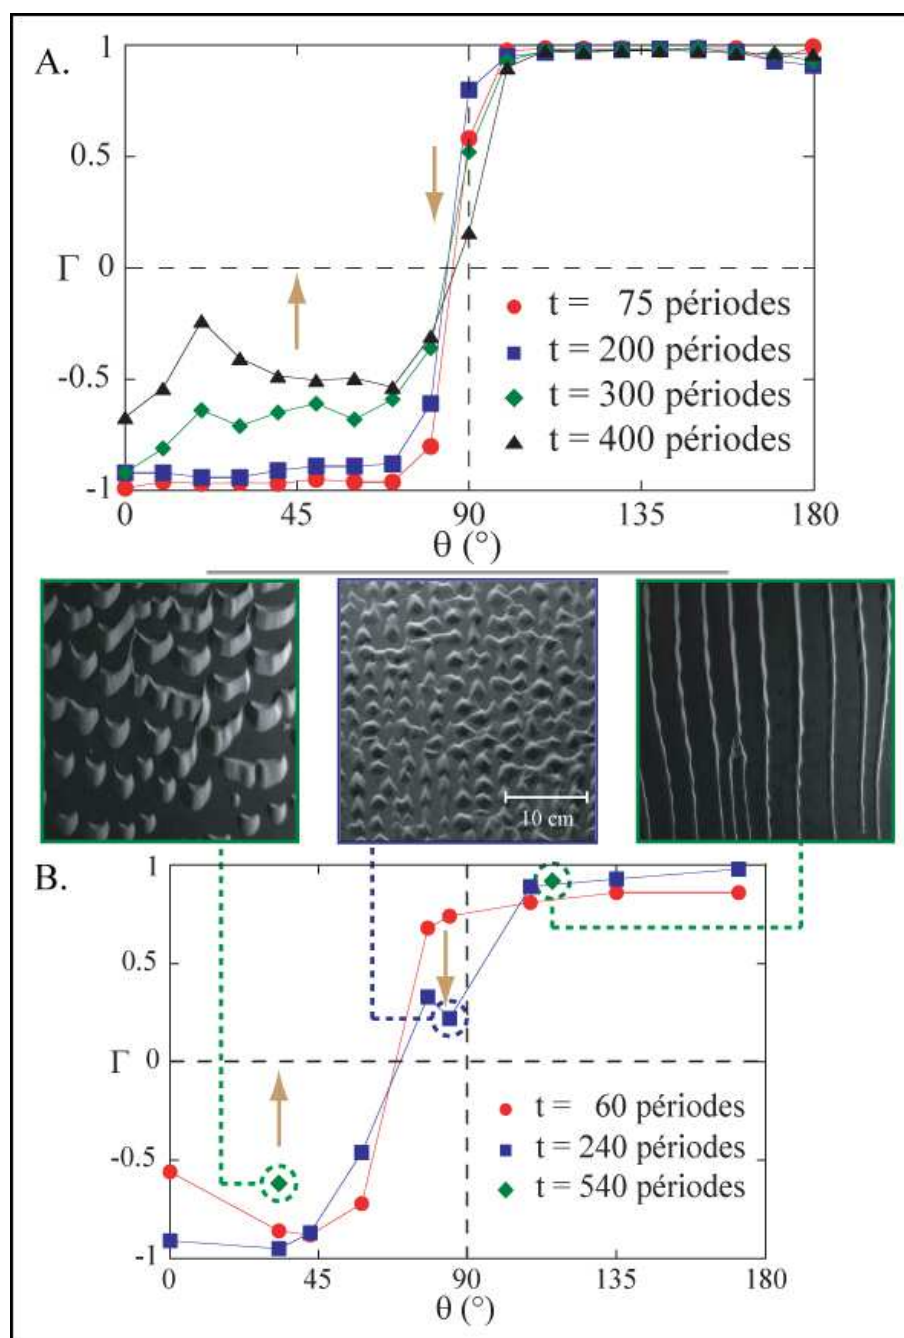 A.
1
0.5
Γ 0
-0.5
-1
t = 75 périodes
t = 200 périodes
t = 300 périodes
t = 400 périodes
0 45 90 135 180
θ (°)
10 cm
B.
1
0.5
Γ 0
-0.5
-1
t = 60 périodes
t = 240 périodes
t = 540 périodes
0 45 90 135 180
θ (°)